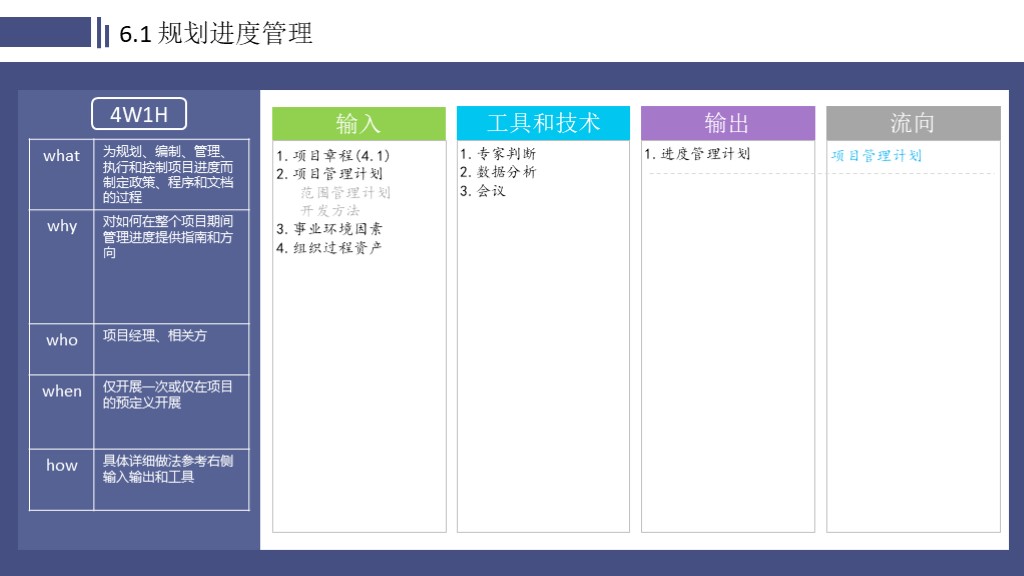 6.1 规划进度管理
4W1H
what
为规划、编制、管理、
执行和控制项目进度而
制定政策、程序和文档
的过程
why
对如何在整个项目期间
管理进度提供指南和方
向
who
项目经理、相关方
when
仅开展一次或仅在项目
的预定义开展
how
具体详细做法参考右侧
输入输出和工具
输入
1. 项目章程(4.1)
2. 项目管理计划
范围管理计划
开发方法
3. 事业环境因素
4. 组织过程资产
工具和技术
1. 专家判断
2. 数据分析
3. 会议
输出
1. 进度管理计划
流向
项目管理计划